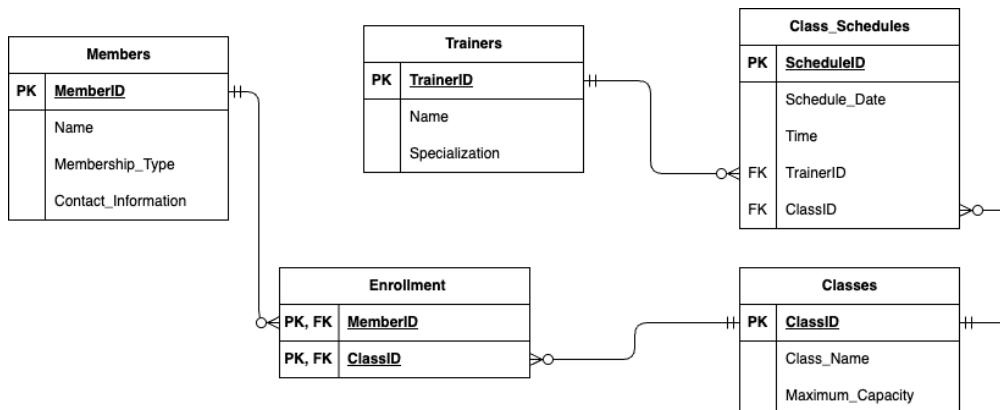 Members
PK MemberID
Name
Membership_Type
Contact_Information
Trainers
PK TrainerID
Name
Specialization
Class_Schedules
PK ScheduleID
Schedule_Date
Time
FK TrainerID
FK ClassID
Enrollment
PK, FK MemberID
PK, FK ClassID
Classes
PK ClassID
Class_Name
Maximum_Capacity